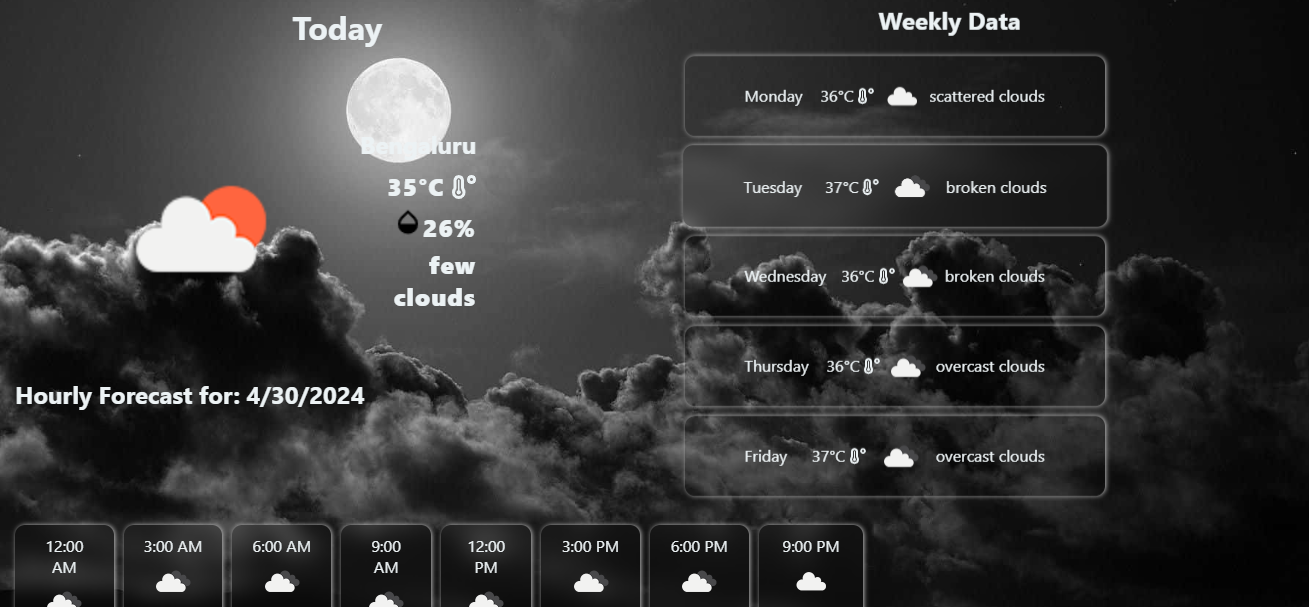 Today
Bengaluru
35°C
26%
few
clouds
Weekly Data
Monday 36°C scattered clouds
Tuesday 37°C broken clouds
Wednesday 36°C broken clouds
Thursday 36°C overcast clouds
Friday 37°C overcast clouds
Hourly Forecast for: 4/30/2024
12:00
AM
3:00 AM
6:00 AM
9:00
AM
12:00
PM
3:00 PM
6:00 PM
9:00 PM